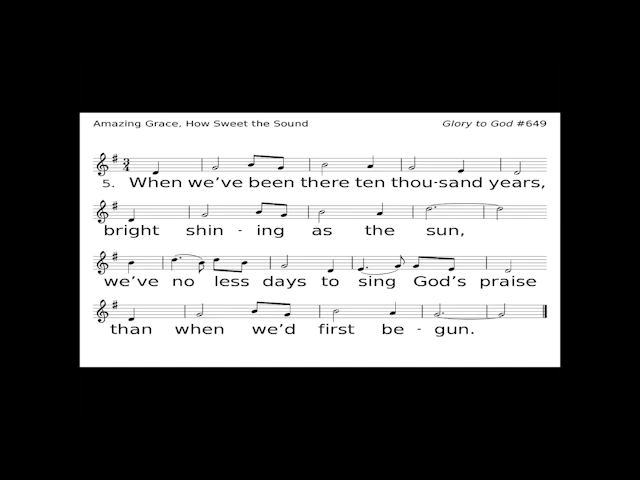 Amazing Grace, How Sweet the Sound
Glory to God #649
5. When we've been there ten thou-sand years,
bright shin - ing as the sun,
we've no less days to sing God's praise
than when we'd first be - gun.